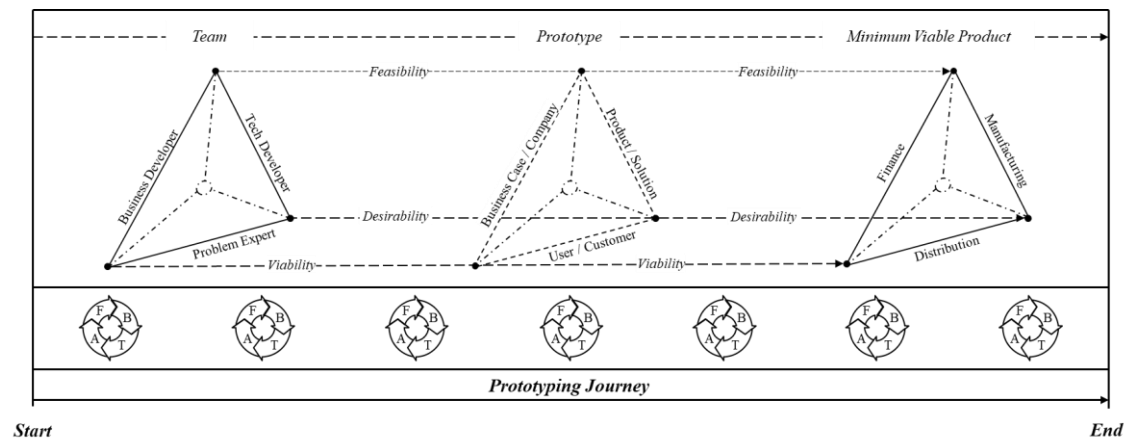 Team Prototype Minimum Viable Product
Feasibility Feasibility
Business Developer
Tech Developer
Problem Expert
Business Case / Company
Product / Solution
User / Customer
Finance
Manufacturing
Distribution
Desirability Desirability
Viability Viability
F B T A
F B T A
F B T A
F B T A
F B T A
F B T A
F B T A
Prototyping Journey
Start End